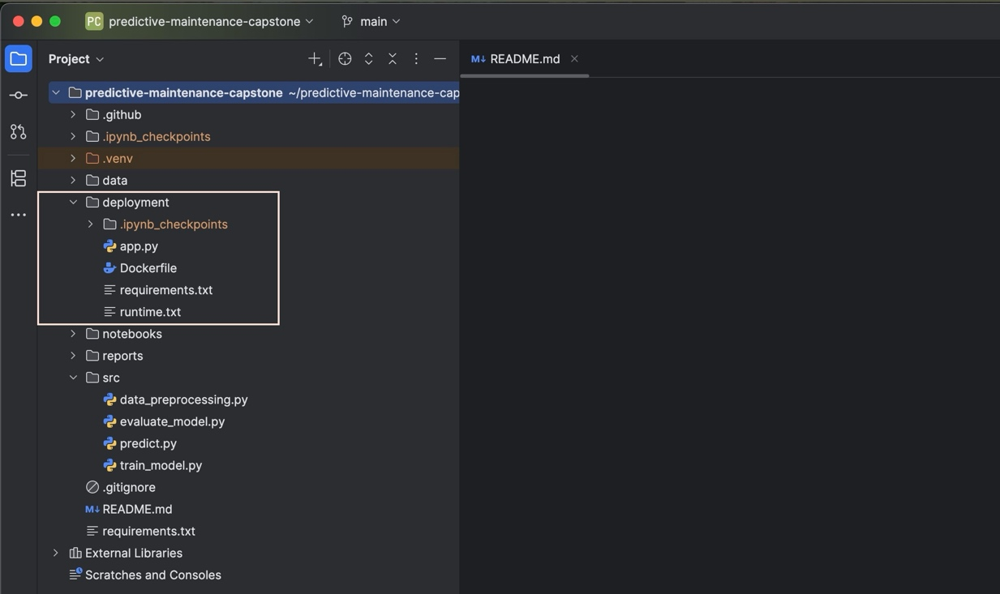 PC predictive-maintenance-capstone main
Project
M↓ README.md
predictive-maintenance-capstone ~/predictive-maintenance-cap
.github
.ipynb_checkpoints
.venv
data
deployment
.ipynb_checkpoints
app.py
Dockerfile
requirements.txt
runtime.txt
notebooks
reports
src
data_preprocessing.py
evaluate_model.py
predict.py
train_model.py
.gitignore
M↓ README.md
requirements.txt
External Libraries
Scratches and Consoles